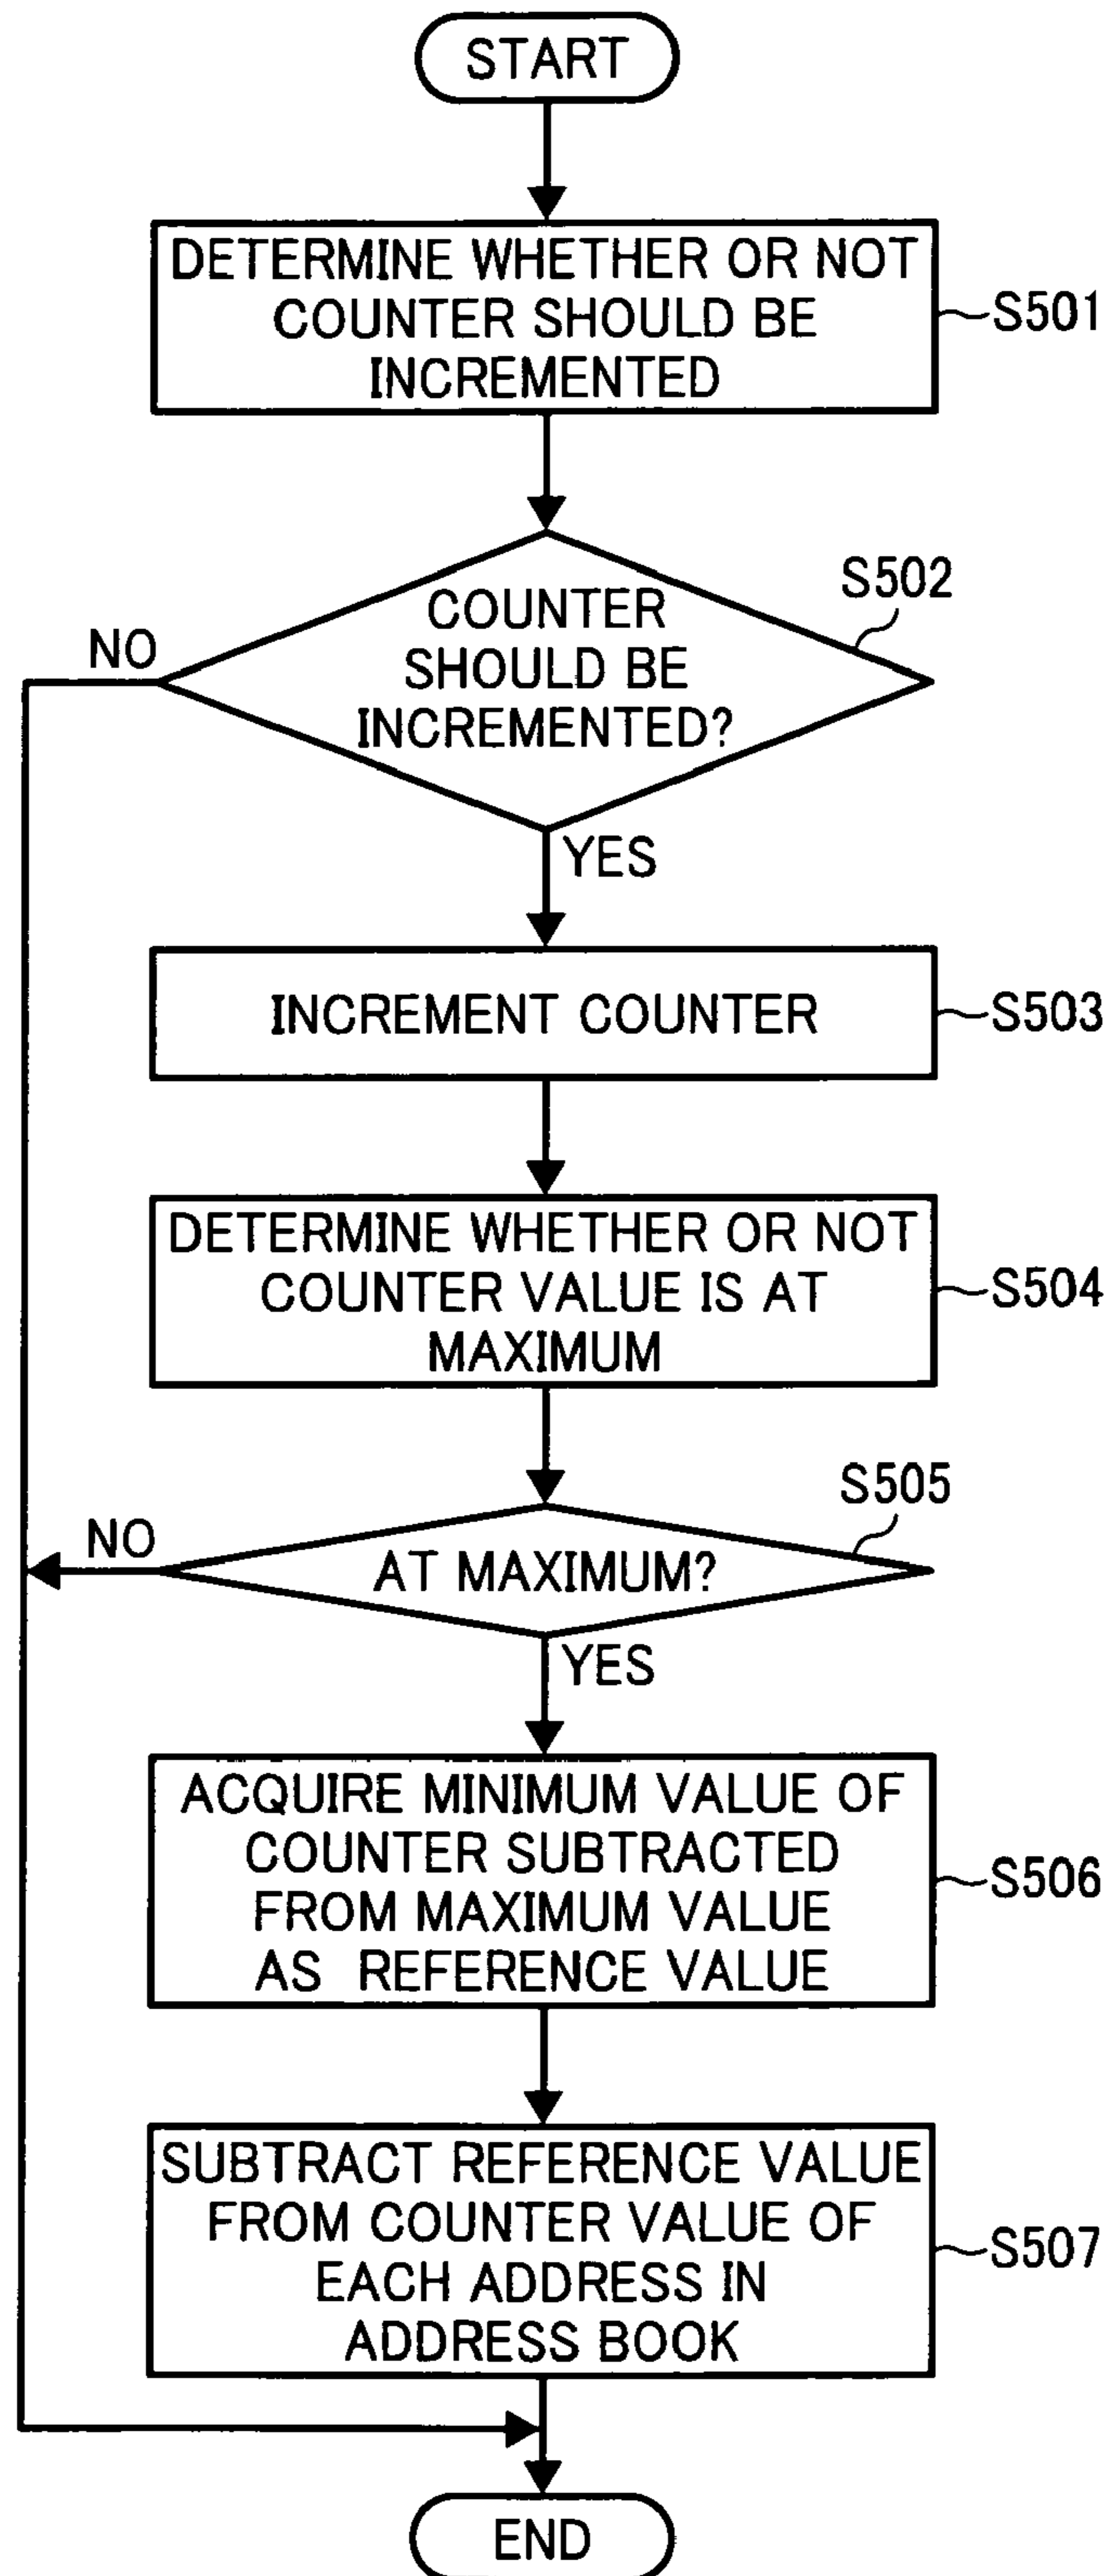 START
DETERMINE WHETHER OR NOT
COUNTER SHOULD BE
INCREMENTED
S501
S502
COUNTER
SHOULD BE
INCREMENTED?
NO
YES
INCREMENT COUNTER
S503
DETERMINE WHETHER OR NOT
COUNTER VALUE IS AT
MAXIMUM
S504
S505
NO
AT MAXIMUM?
YES
ACQUIRE MINIMUM VALUE OF
COUNTER SUBTRACTED
FROM MAXIMUM VALUE
AS REFERENCE VALUE
S506
SUBTRACT REFERENCE VALUE
FROM COUNTER VALUE OF
EACH ADDRESS IN
ADDRESS BOOK
S507
END